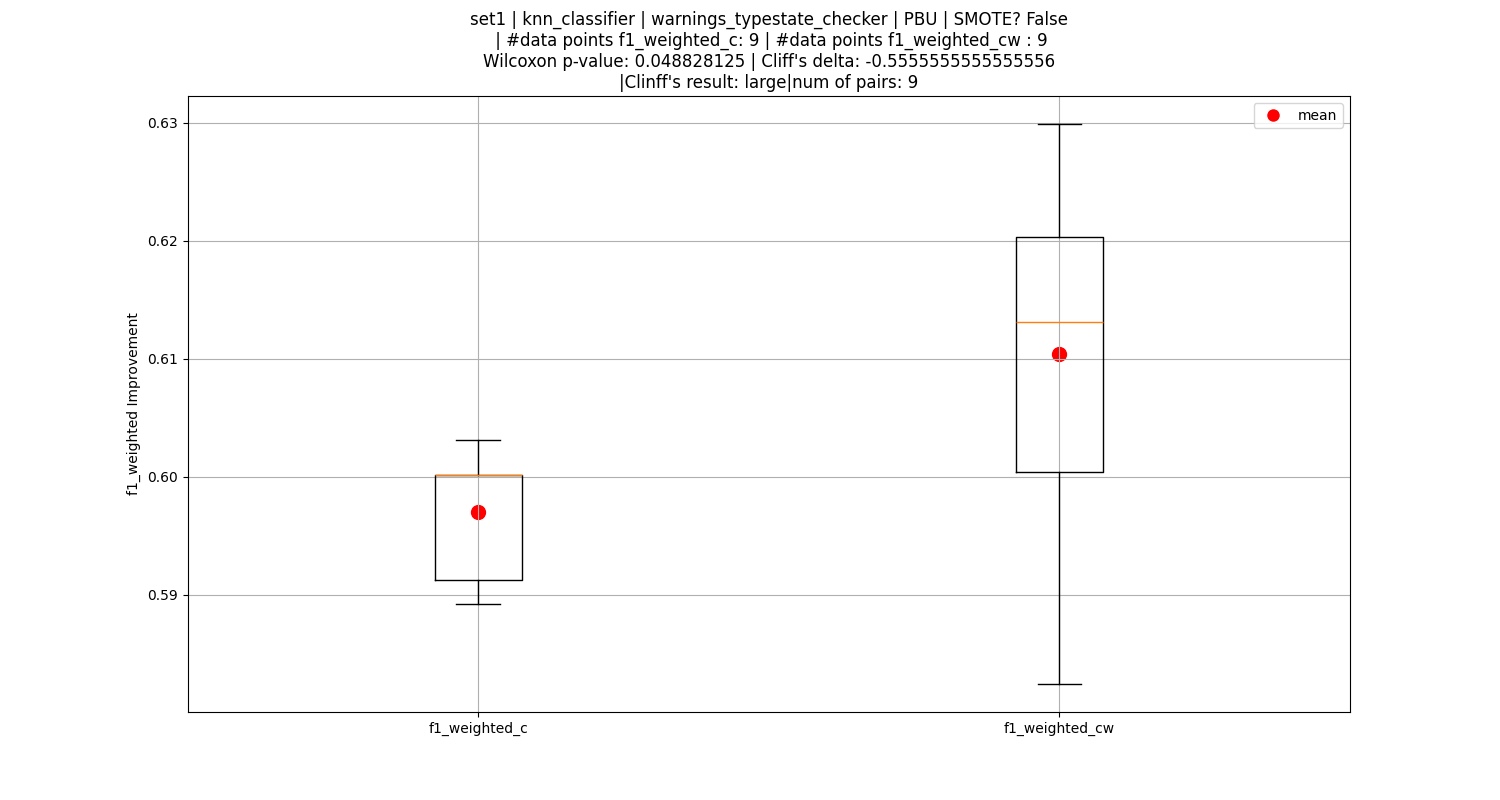 set1 | knn_classifier | warnings_typestate_checker | PBU | SMOTE? False
| #data points f1_weighted_c: 9 | #data points f1_weighted_cw : 9
Wilcoxon p-value: 0.048828125 | Cliff's delta: -0.5555555555555556
|Clinff's result: large|num of pairs: 9
mean
0.63
0.62
0.61
0.60
0.59
f1_weighted Improvement
f1_weighted_c
f1_weighted_cw